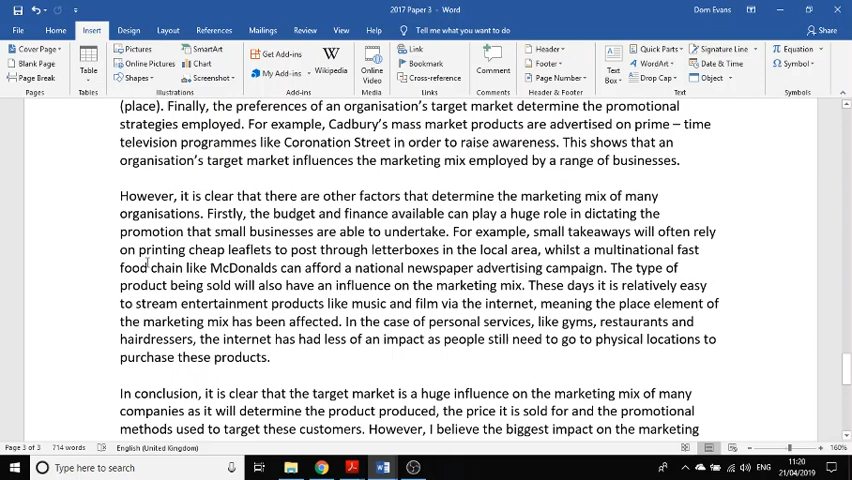 2017 Paper 3 - Word
Dom Evans
File Home Insert Design Layout References Mailings Review View Help Tell me what you want to do Share
Cover Page Blank Page Page Break Pages
Table Tables
Pictures Online Pictures Shapes SmartArt Chart Screenshot Illustrations
Get Add-ins My Add-ins Wikipedia Add-ins
Online Video Media
Link Bookmark Cross-reference Links
Comment Comments
Header Footer Page Number Header & Footer
Text Box Quick Parts WordArt Drop Cap Signature Line Date & Time Object Text
Equation Symbol Symbols
(place). Finally, the preferences of an organisation's target market determine the promotional
strategies employed. For example, Cadbury's mass market products are advertised on prime – time
television programmes like Coronation Street in order to raise awareness. This shows that an
organisation's target market influences the marketing mix employed by a range of businesses.
However, it is clear that there are other factors that determine the marketing mix of many
organisations. Firstly, the budget and finance available can play a huge role in dictating the
promotion that small businesses are able to undertake. For example, small takeaways will often rely
on printing cheap leaflets to post through letterboxes in the local area, whilst a multinational fast
food chain like McDonalds can afford a national newspaper advertising campaign. The type of
product being sold will also have an influence on the marketing mix. These days it is relatively easy
to stream entertainment products like music and film via the internet, meaning the place element of
the marketing mix has been affected. In the case of personal services, like gyms, restaurants and
hairdressers, the internet has had less of an impact as people still need to go to physical locations to
purchase these products.
In conclusion, it is clear that the target market is a huge influence on the marketing mix of many
companies as it will determine the product produced, the price it is sold for and the promotional
methods used to target these customers. However, I believe the biggest impact on the marketing
Page 3 of 3 714 words English (United Kingdom) 160%
Type here to search ENG 11:20
21/04/2019